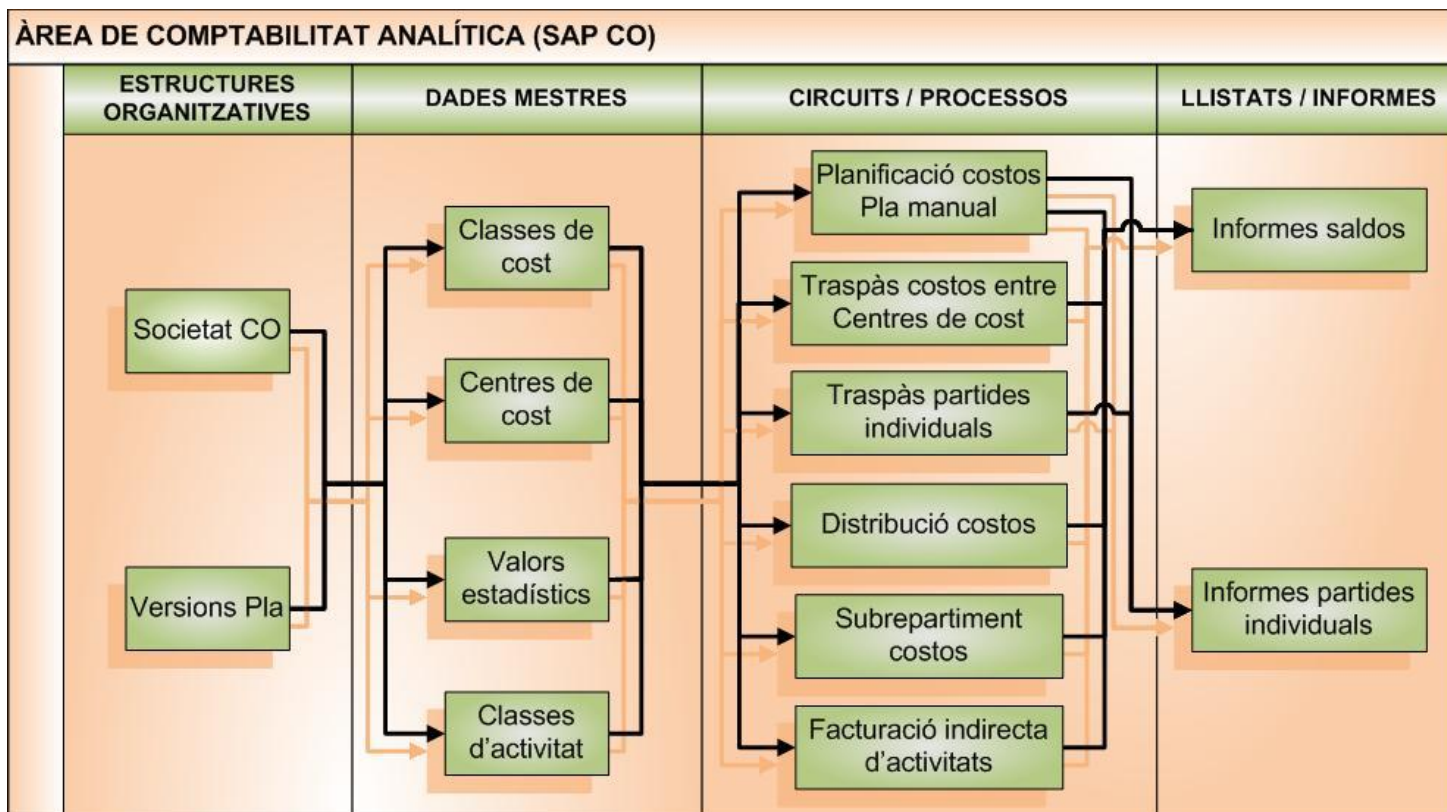 ÀREA DE COMPTABILITAT ANALÍTICA (SAP CO)
ESTRUCTURES
ORGANITZATIVES
DADES MESTRES
CIRCUITS / PROCESSOS
LLISTATS / INFORMES
Societat CO
Versions Pla
Classes de
cost
Centres de
cost
Valors
estadístics
Classes
d’activitat
Planificació costos
Pla manual
Traspàs costos entre
Centres de cost
Traspàs partides
individuals
Distribució costos
Subrepartiment
costos
Facturació indirecta
d’activitats
Informes saldos
Informes partides
individuals